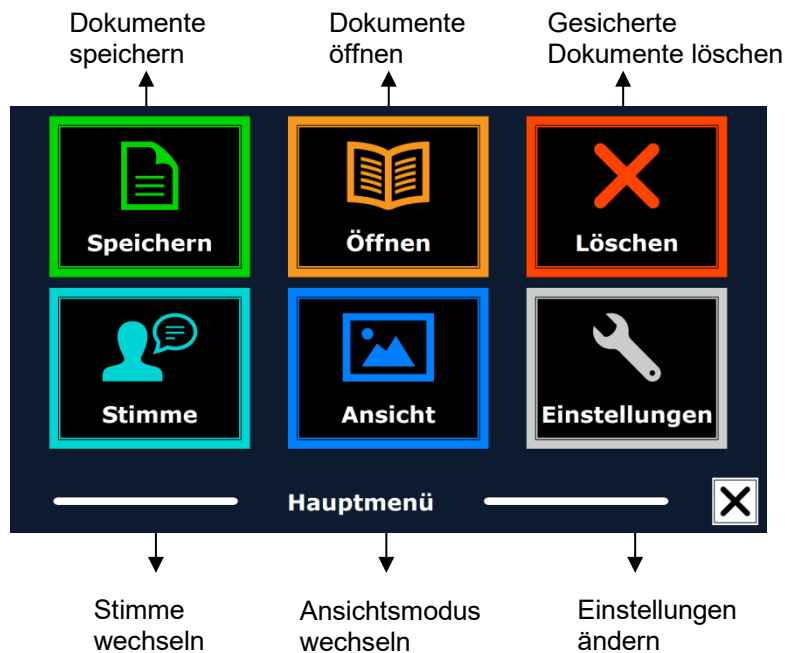 Dokumente
speichern
Dokumente
öffnen
Gesicherte
Dokumente löschen
Speichern
Öffnen
Löschen
Stimme
Ansicht
Einstellungen
Hauptmenü
Stimme
wechseln
Ansichtsmodus
wechseln
Einstellungen
ändern